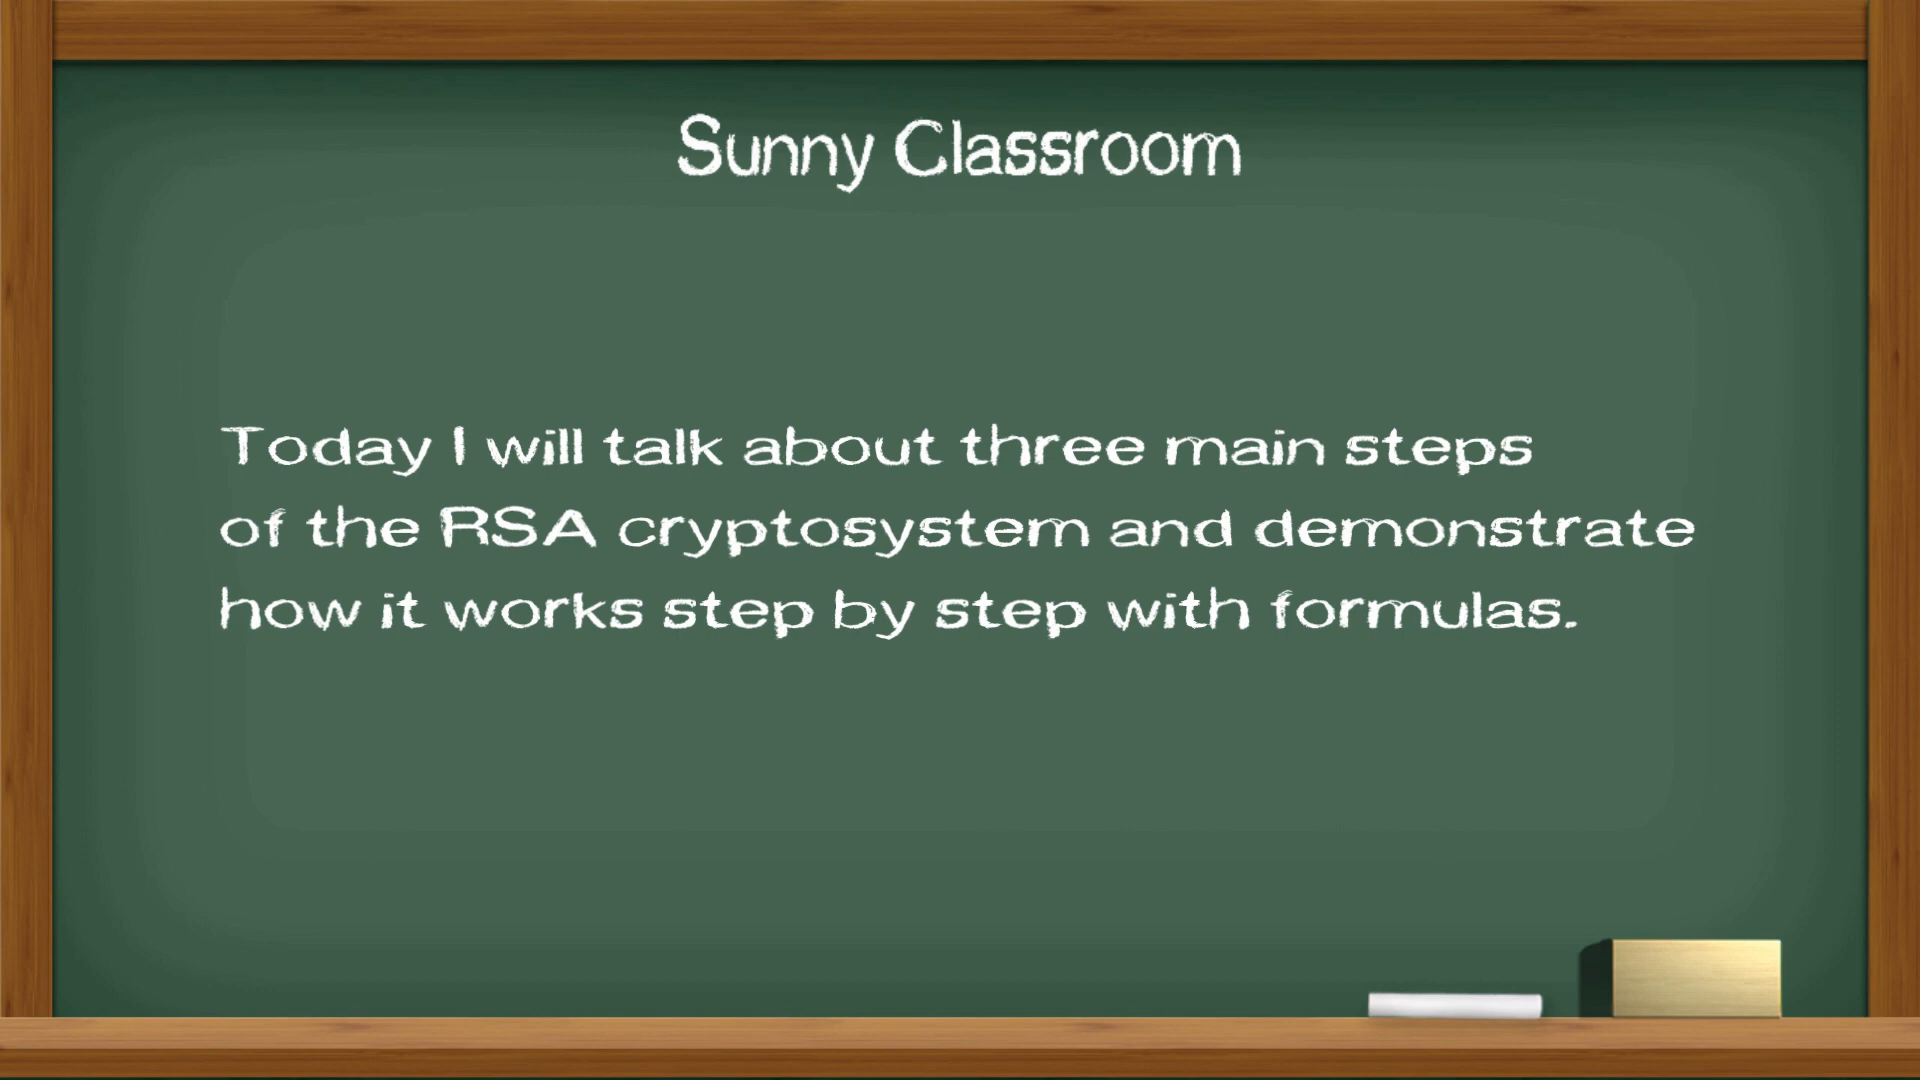 Sunny Classroom
Today I will talk about three main steps
of the RSA cryptosystem and demonstrate
how it works step by step with formulas.